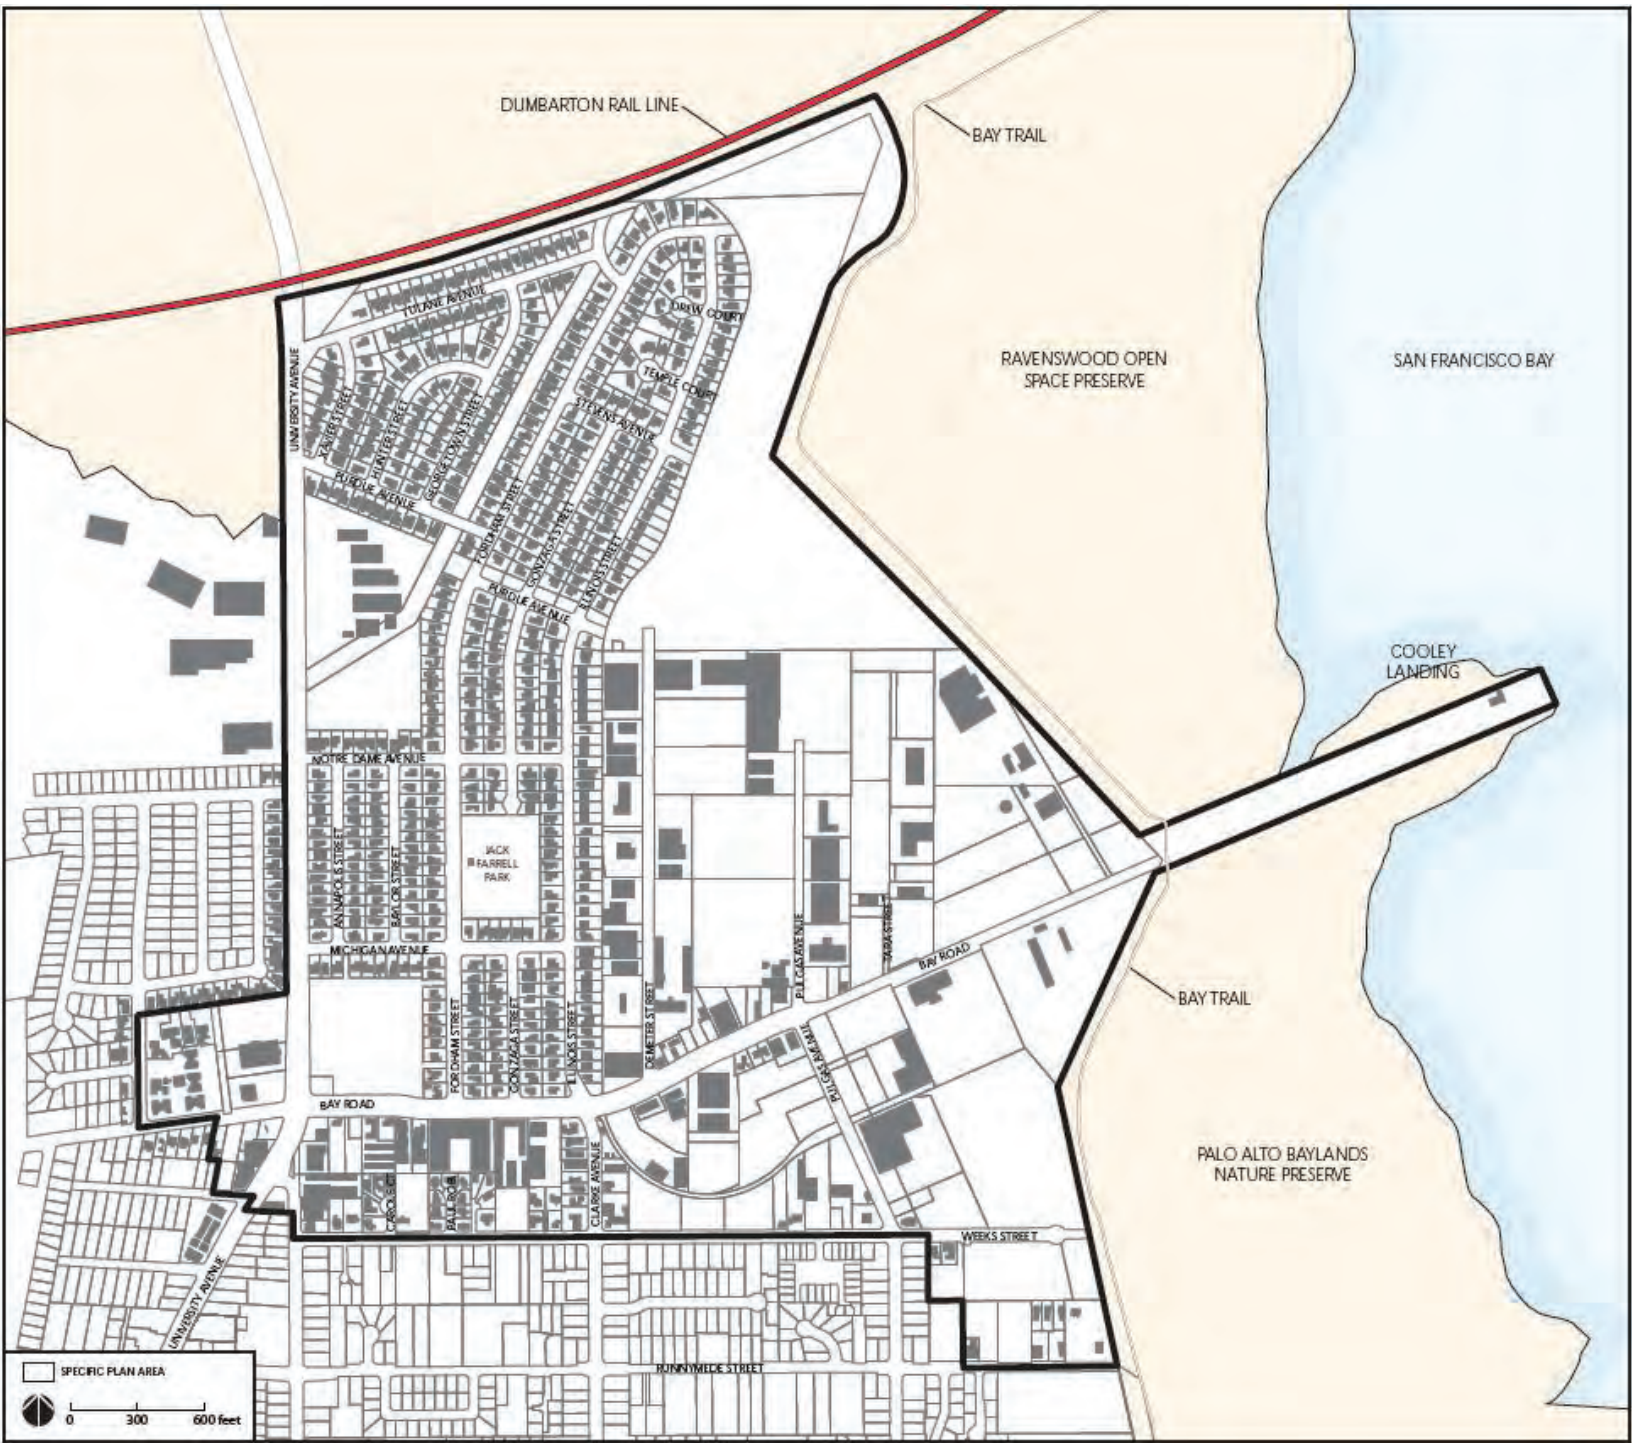 DUMBARTON RAIL LINE
BAY TRAIL
TULANE AVENUE
DREW COURT
UNIVERSITY AVENUE
RAVENSWOOD OPEN
SPACE PRESERVE
SAN FRANCISCO BAY
TEMPLE COURT
XAVIER STREET
HUNTER STREET
GEORGETOWN STREET
STEVENS AVENUE
PURDUE AVENUE
FORDHAM STREET
GONZAGA STREET
ILLINOIS STREET
PURDUE AVENUE
COOLEY
LANDING
NOTRE DAME AVENUE
ANNAPOLIS STREET
BAYLOR STREET
JACK
FARRELL
PARK
MICHIGAN AVENUE
PULGAS AVENUE
TARA STREET
BAY ROAD
BAY TRAIL
FORDHAM STREET
GONZAGA STREET
ILLINOIS STREET
DEMETER STREET
PULGAS AVENUE
BAY ROAD
PALO ALTO BAYLANDS
NATURE PRESERVE
CLARKE AVENUE
WEEKS STREET
UNIVERSITY AVENUE
RUNNYMEDE STREET
SPECIFIC PLAN AREA
0 300 600 feet